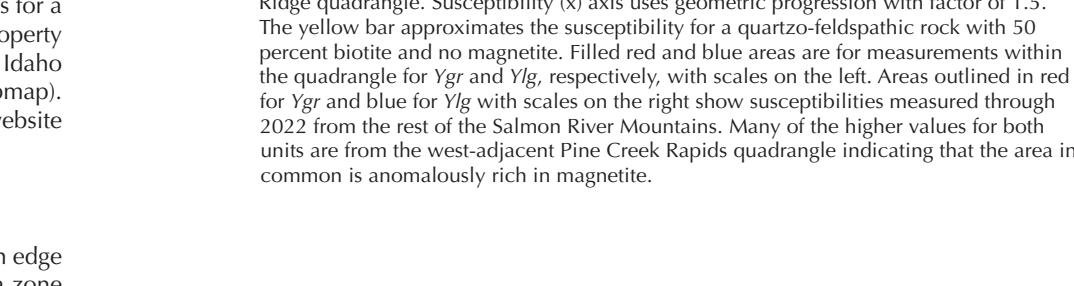 s for a
operty
Idaho
omap).
ebsite
n edge
zone
Ridge quadrangle. Susceptibility (x) axis uses geometric progression with factor of 1.5.
The yellow bar approximates the susceptibility for a quartzo-feldspathic rock with 50
percent biotite and no magnetite. Filled red and blue areas are for measurements within
the quadrangle for Ygr and Ylg, respectively, with scales on the left. Areas outlined in red
for Ygr and blue for Ylg with scales on the right show susceptibilities measured through
2022 from the rest of the Salmon River Mountains. Many of the higher values for both
units are from the west-adjacent Pine Creek Rapids quadrangle indicating that the area in
common is anomalously rich in magnetite.